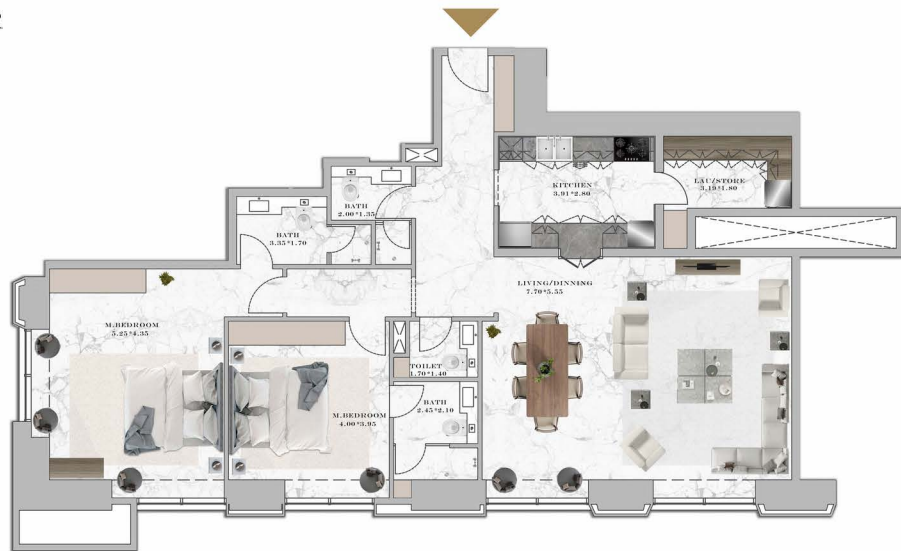 KITCHEN
3.91*2.80
LAU/STORE
3.19*1.80
BATH
2.00*1.35
BATH
3.35*1.70
LIVING/DINNING
7.70*5.55
M.BEDROOM
5.25*4.35
TOILET
1.70*1.40
M.BEDROOM
4.00*3.95
BATH
2.45*2.10